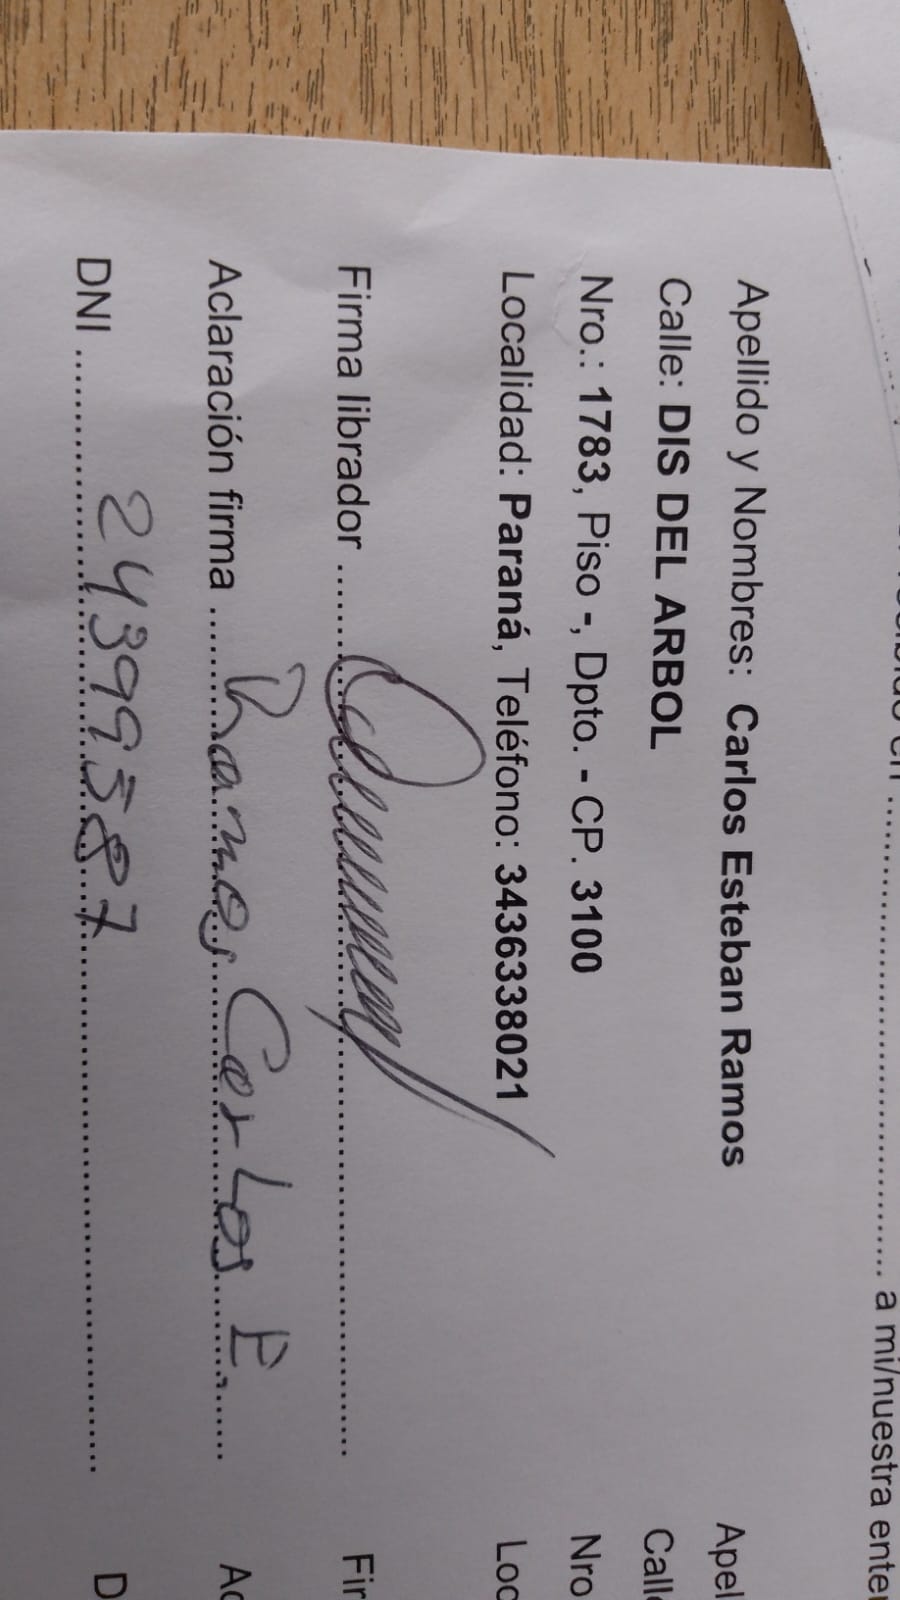 a mi/nuestra
Apellido y Nombres: Carlos Esteban Ramos
Calle: DIS DEL ARBOL
Nro.: 1783, Piso -, Dpto. - CP. 3100
Localidad: Paraná, Teléfono: 3436338021
Firma librador
Aclaración firma Ramos Carlos E.
DNI 24399587